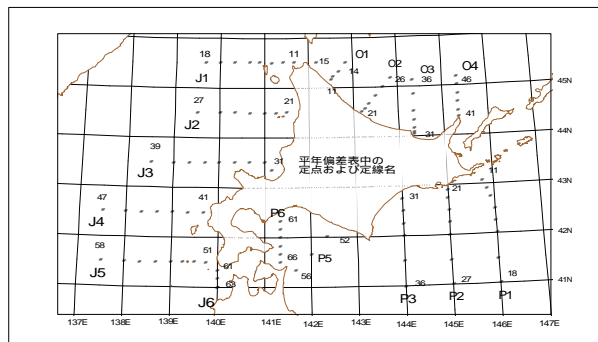 18 11 15 O1
14 O2 O3 O4
J1 11 26 36 46 45N
27 21 21 41
J2 31 44N
39 31 平年偏差表中の
J3 定点および定線名 11 43N
47 41 P6 31 21
J4 61 42N
58 51 52
J5 61 66 P5
56 36 27 18 41N
J6 63 P3 P2 P1
137E 138E 139E 140E 141E 142E 143E 144E 145E 146E 147E